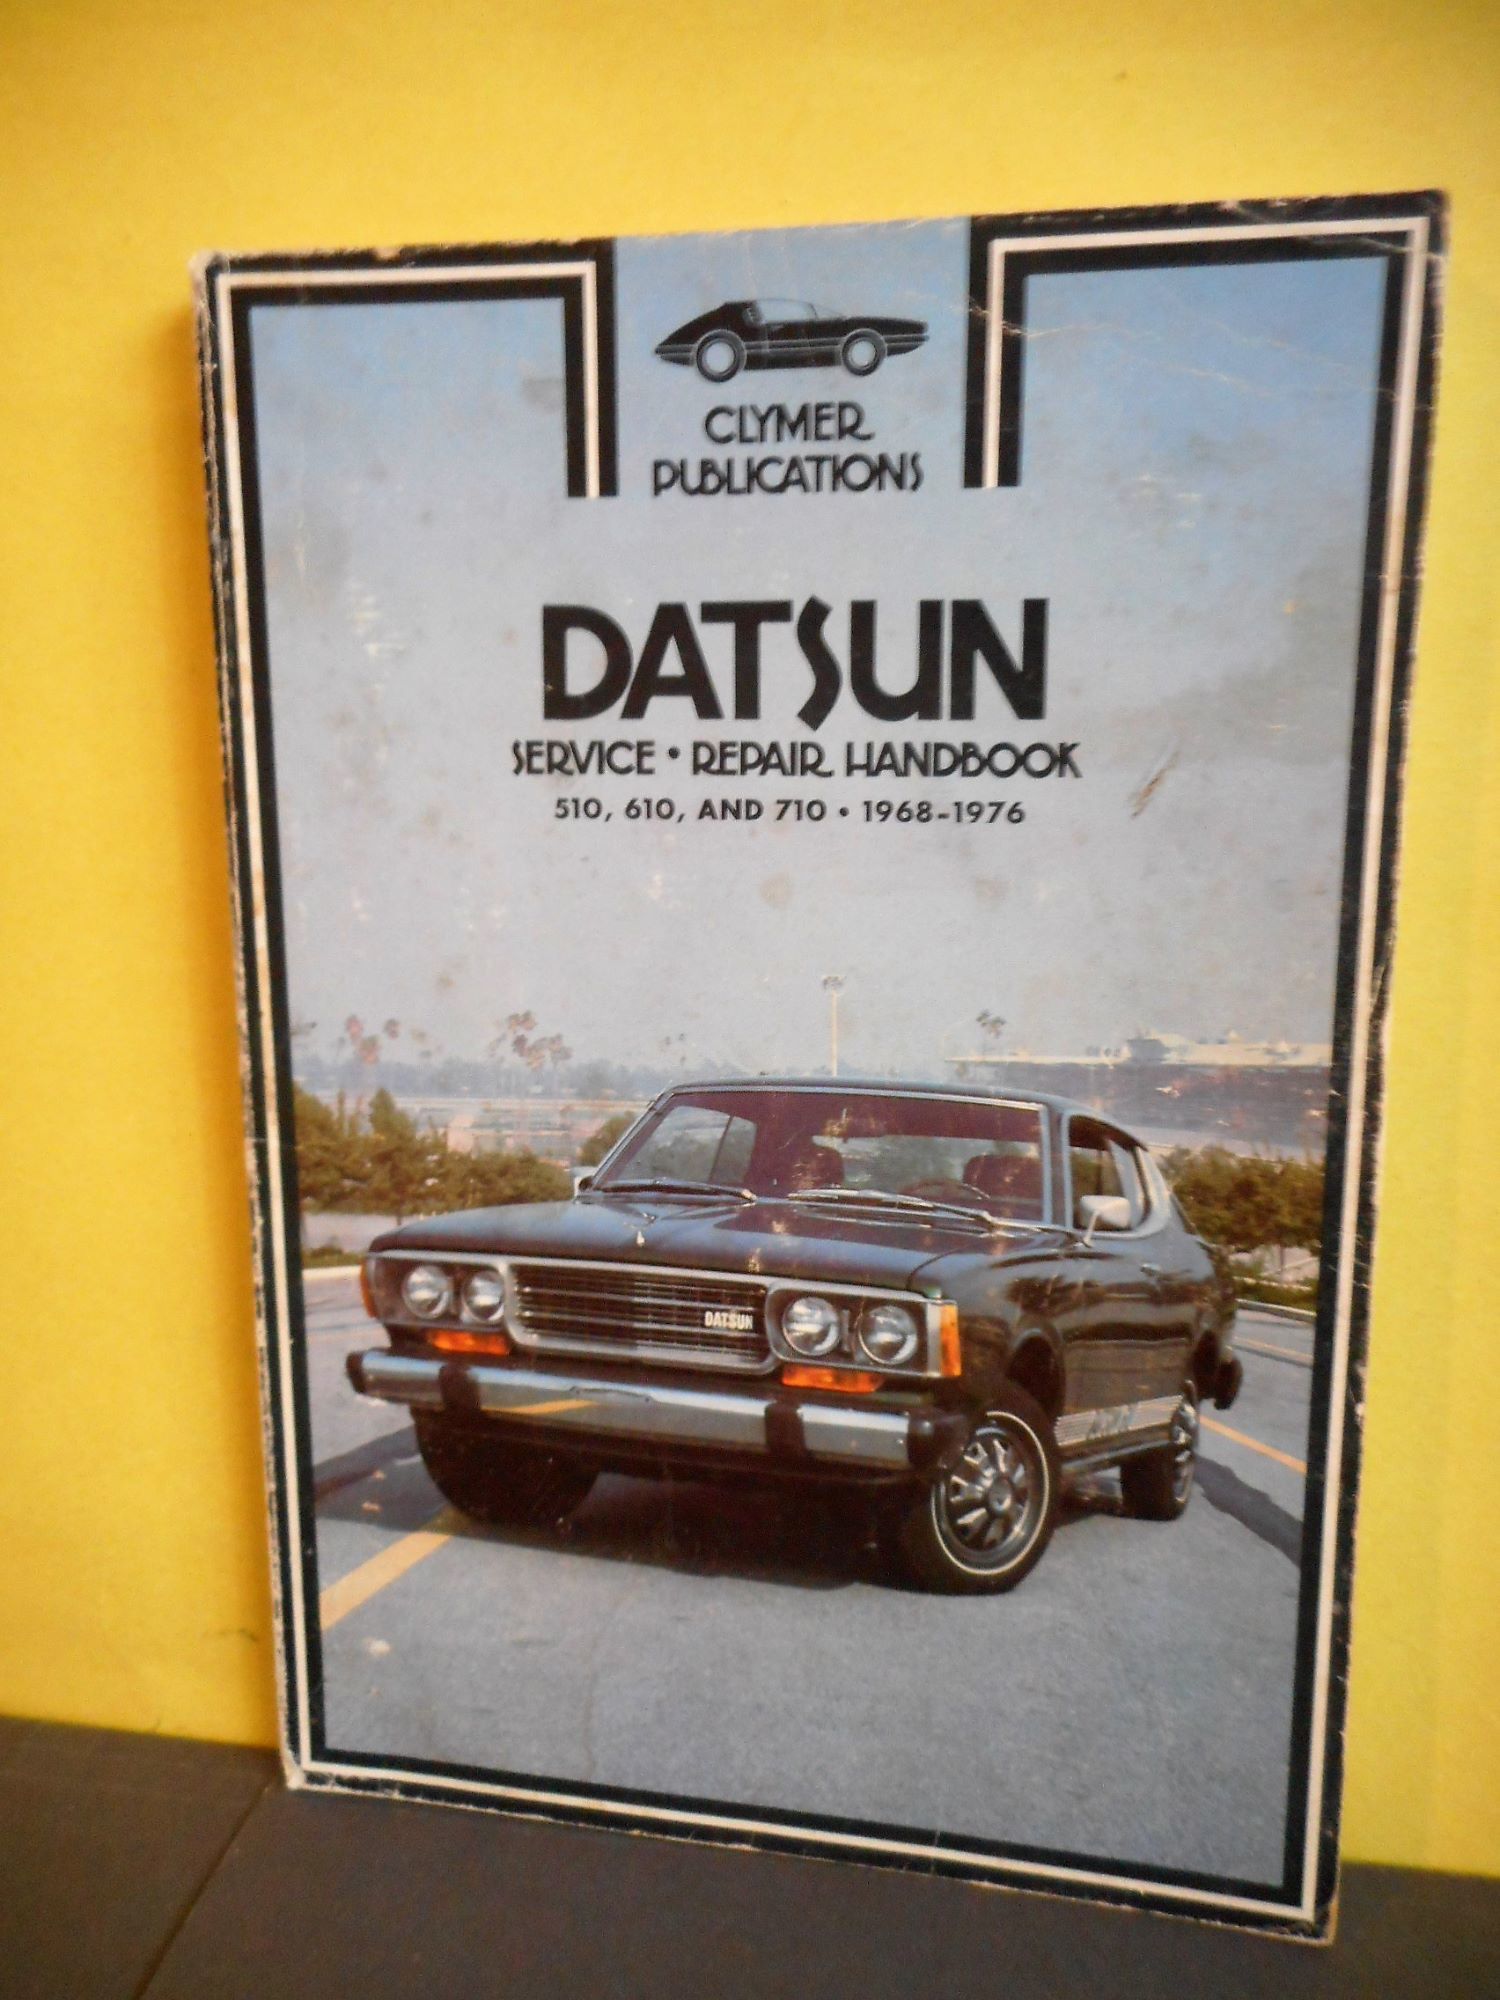 CLYMER
PUBLICATIONS
DATSUN
SERVICE • REPAIR HANDBOOK
510, 610, AND 710 • 1968-1976
DATSUN